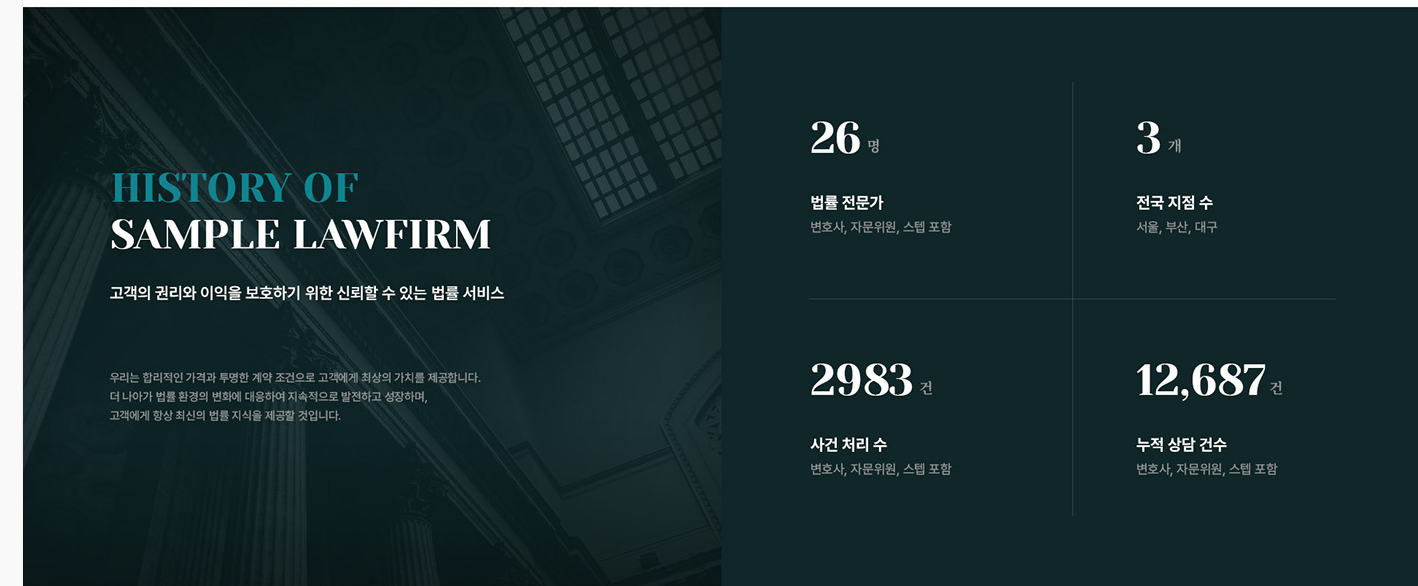 HISTORY OF
SAMPLE LAWFIRM
고객의 권리와 이익을 보호하기 위한 신뢰할 수 있는 법률 서비스
우리는 합리적인 가격과 투명한 계약 조건으로 고객에게 최상의 가치를 제공합니다.
더 나아가 법률 환경의 변화에 대응하여 지속적으로 발전하고 성장하며,
고객에게 항상 최신의 법률 지식을 제공할 것입니다.
26 명
법률 전문가
변호사, 자문위원, 스텝 포함
3 개
전국 지점 수
서울, 부산, 대구
2983 건
사건 처리 수
변호사, 자문위원, 스텝 포함
12,687 건
누적 상담 건수
변호사, 자문위원, 스텝 포함